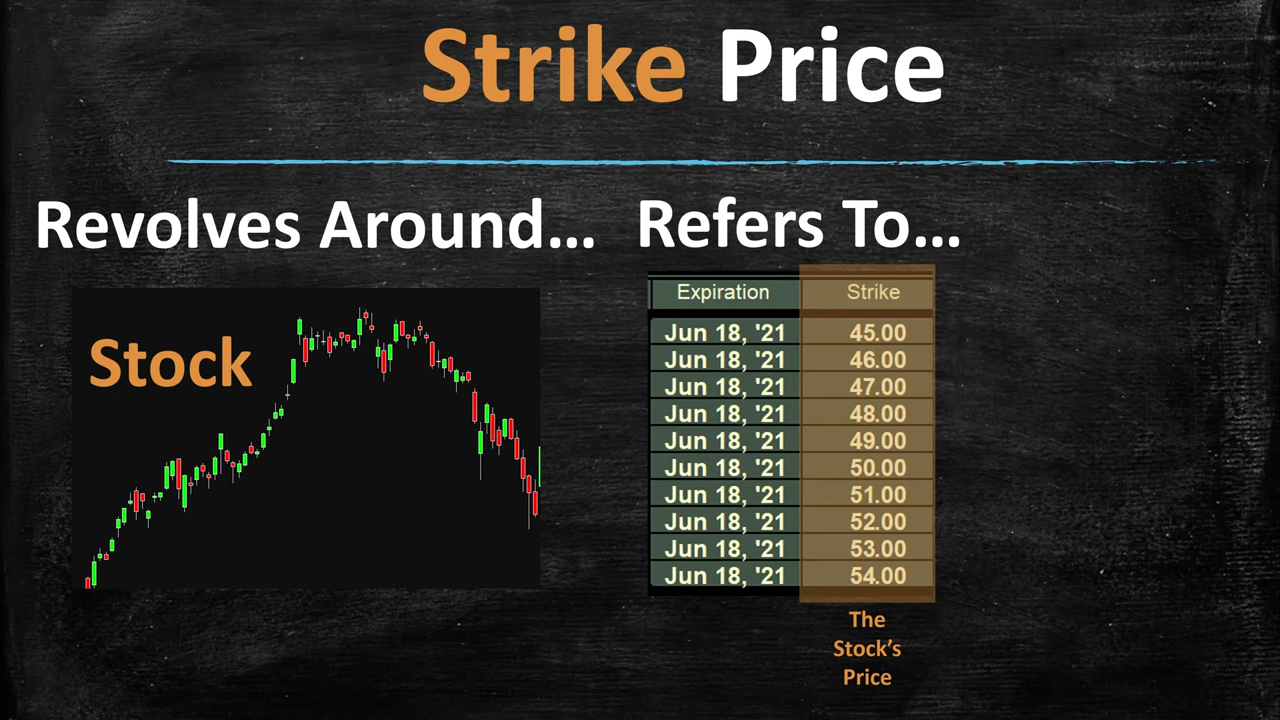 Strike Price
Revolves Around...
Refers To...
Stock
Expiration Strike
Jun 18, '21 45.00
Jun 18, '21 46.00
Jun 18, '21 47.00
Jun 18, '21 48.00
Jun 18, '21 49.00
Jun 18, '21 50.00
Jun 18, '21 51.00
Jun 18, '21 52.00
Jun 18, '21 53.00
Jun 18, '21 54.00
The
Stock’s
Price